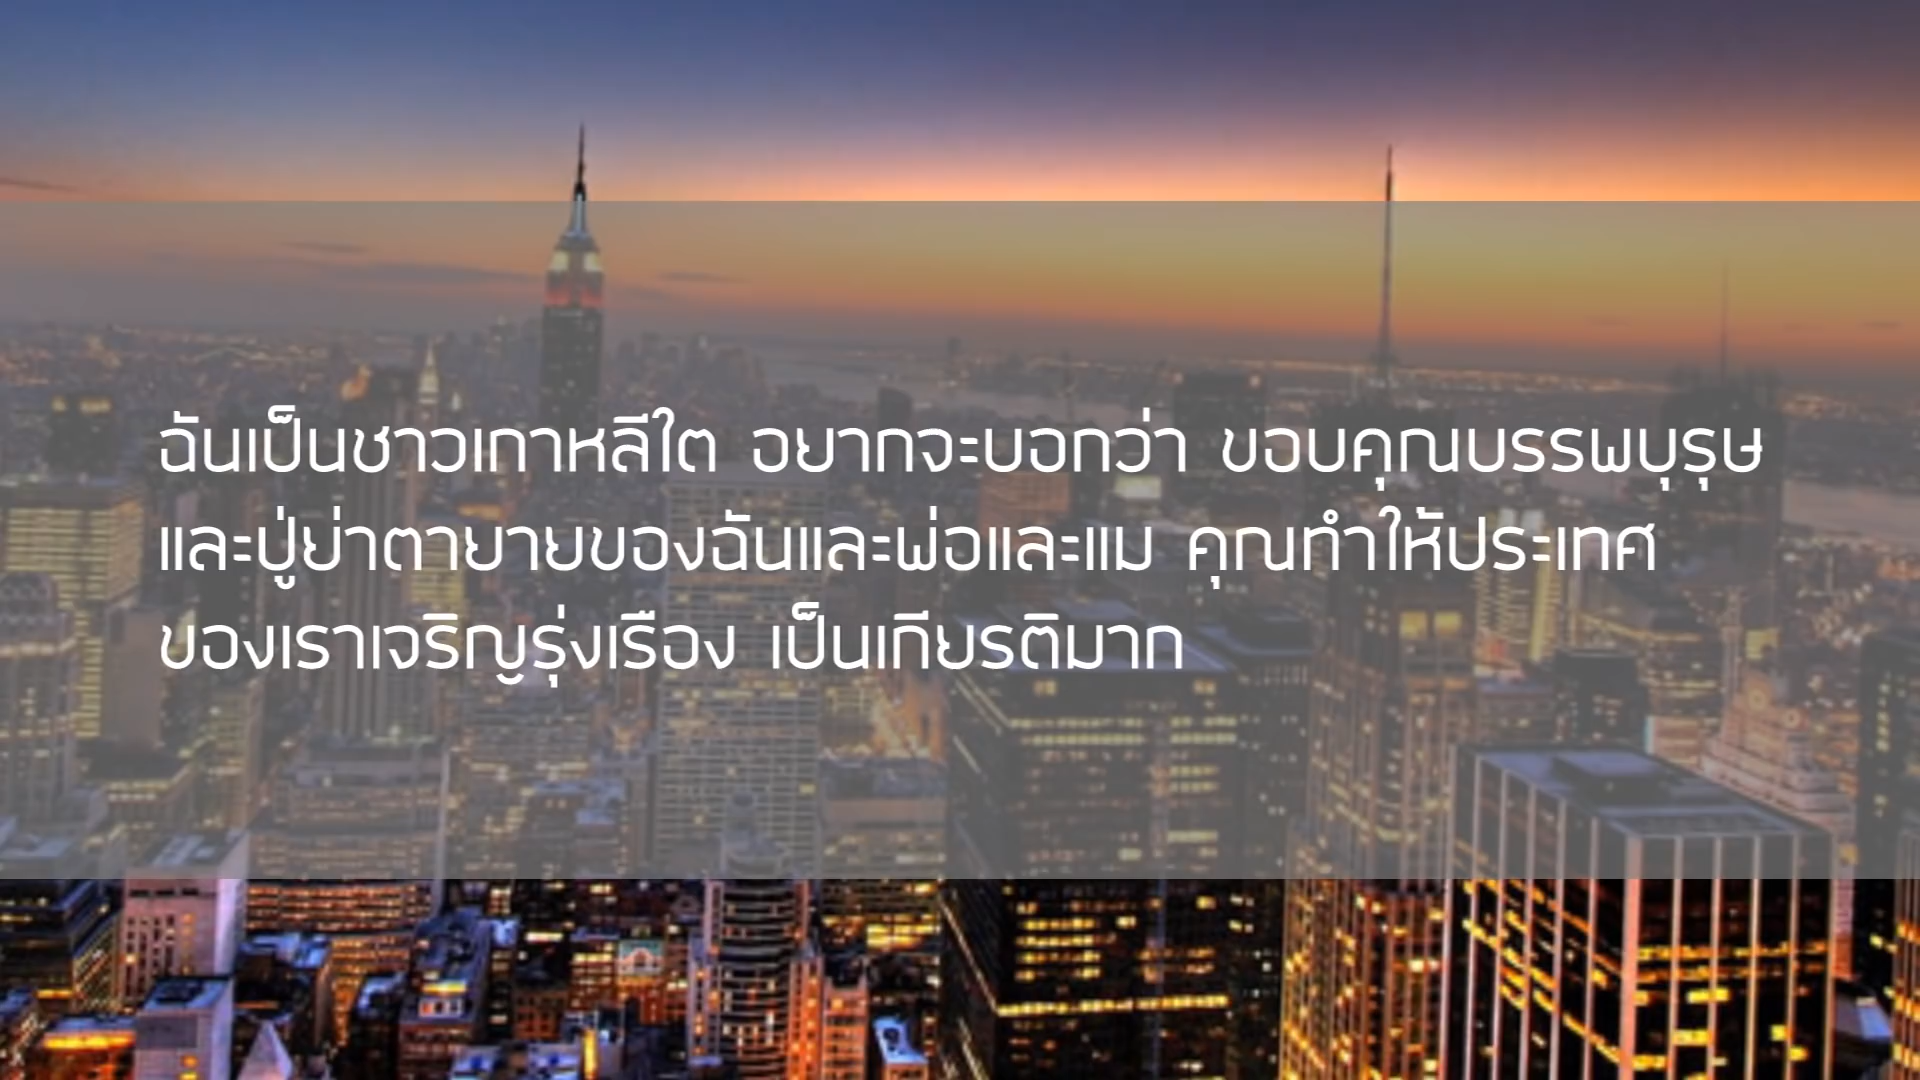 ฉันเป็นชาวเกาหลีใต อยากจะบอกว่า ขอบคุณบรรพบุรุษ
และปู่ย่าตายายของฉันและพ่อและแม คุณทำให้ประเทศ
ของเราเจริญรุ่งเรือง เป็นเกียรติมาก